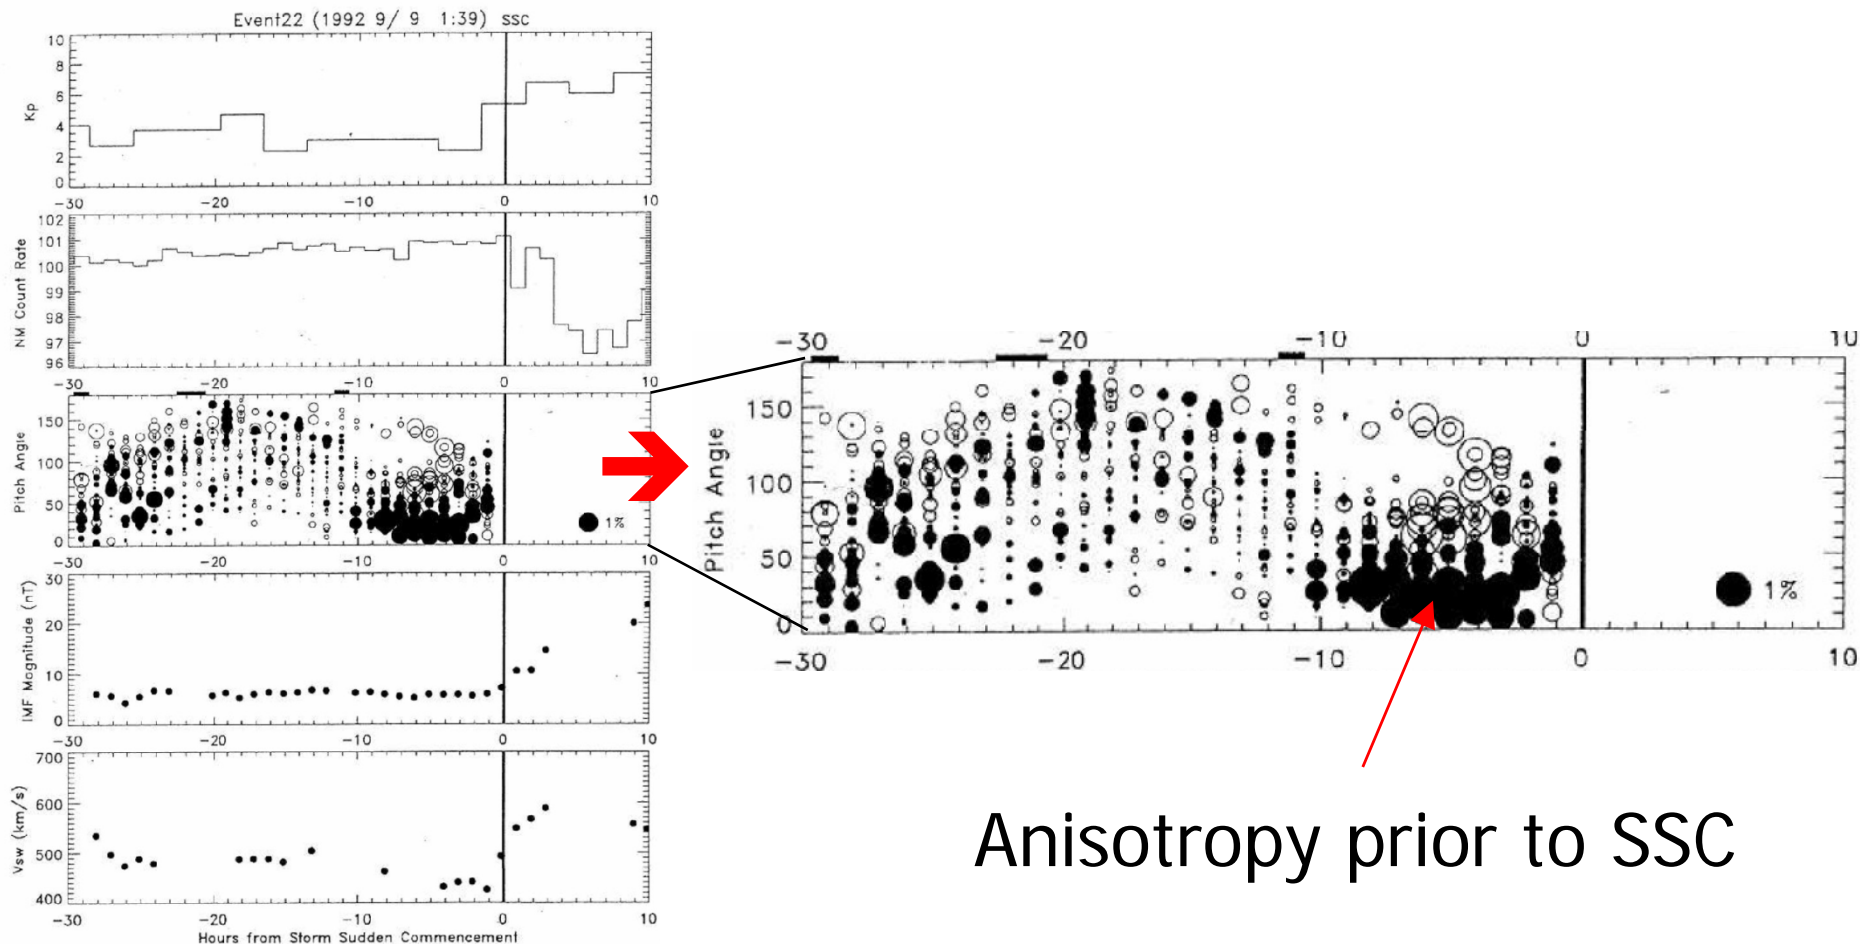 Event22 (1992 9/ 9 1:39) ssc
10
8
6
4
2
0
Kp
-30 -20 -10 0 10
102
101
100
99
98
97
96
NM Count Rate
-30 -20 -10 0 10
150
100
50
0
Pitch Angle
1%
-30 -20 -10 0 10
30
20
10
0
IMF Magnitude (nT)
-30 -20 -10 0 10
700
600
500
400
Vsw (km/s)
-30 -20 -10 0 10
Hours from Storm Sudden Commencement
-30 -20 -10 0 10
150
100
50
0
Pitch Angle
1%
-30 -20 -10 0 10
Anisotropy prior to SSC